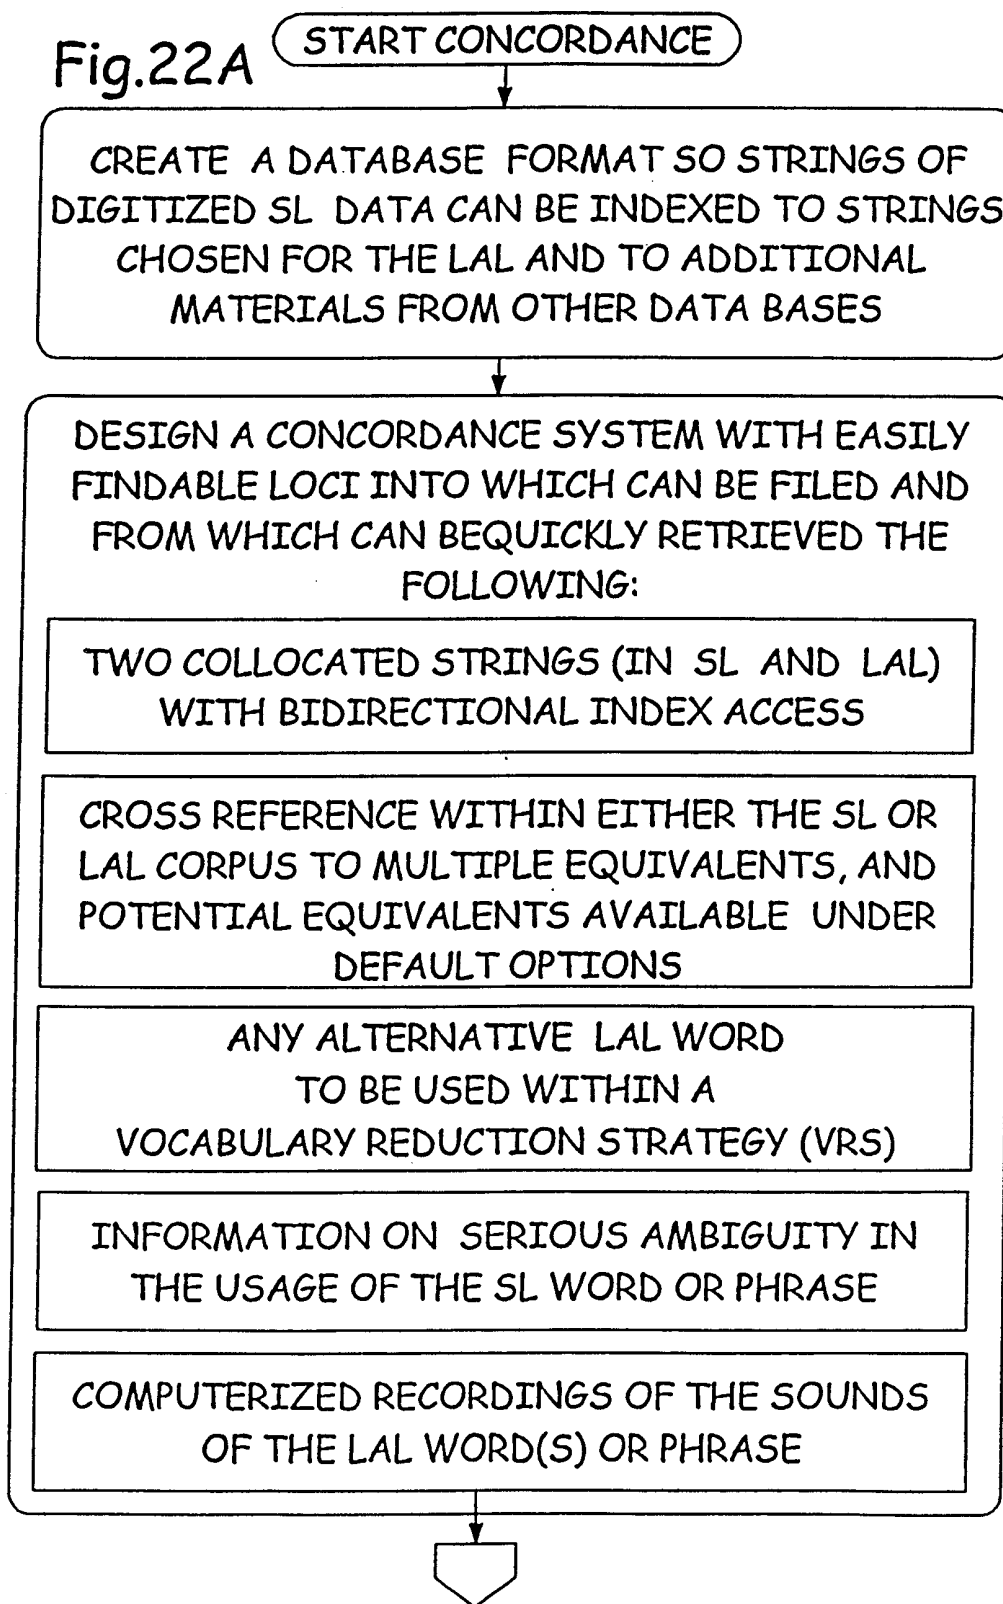 Fig.22A
START CONCORDANCE
CREATE A DATABASE FORMAT SO STRINGS OF
DIGITIZED SL DATA CAN BE INDEXED TO STRINGS
CHOSEN FOR THE LAL AND TO ADDITIONAL
MATERIALS FROM OTHER DATA BASES
DESIGN A CONCORDANCE SYSTEM WITH EASILY
FINDABLE LOCI INTO WHICH CAN BE FILED AND
FROM WHICH CAN BEQUICKLY RETRIEVED THE
FOLLOWING:
TWO COLLOCATED STRINGS (IN SL AND LAL)
WITH BIDIRECTIONAL INDEX ACCESS
CROSS REFERENCE WITHIN EITHER THE SL OR
LAL CORPUS TO MULTIPLE EQUIVALENTS, AND
POTENTIAL EQUIVALENTS AVAILABLE UNDER
DEFAULT OPTIONS
ANY ALTERNATIVE LAL WORD
TO BE USED WITHIN A
VOCABULARY REDUCTION STRATEGY (VRS)
INFORMATION ON SERIOUS AMBIGUITY IN
THE USAGE OF THE SL WORD OR PHRASE
COMPUTERIZED RECORDINGS OF THE SOUNDS
OF THE LAL WORD(S) OR PHRASE